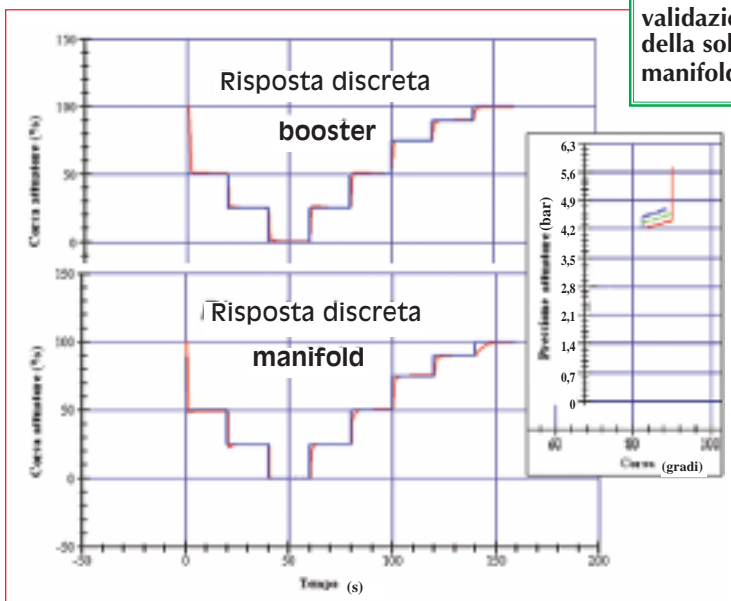 validazio
della sol
manifold
150
Risposta discreta
booster
100
50
0
Corsa attuatore (%)
150
Risposta discreta
manifold
100
50
0
-50
Corsa attuatore (%)
-50
0
50
100
150
200
Tempo (s)
6,3
5,6
4,9
4,2
3,5
2,8
2,1
1,4
0,7
0
Pressione attuatore (bar)
60
80
100
Corsa (gradi)